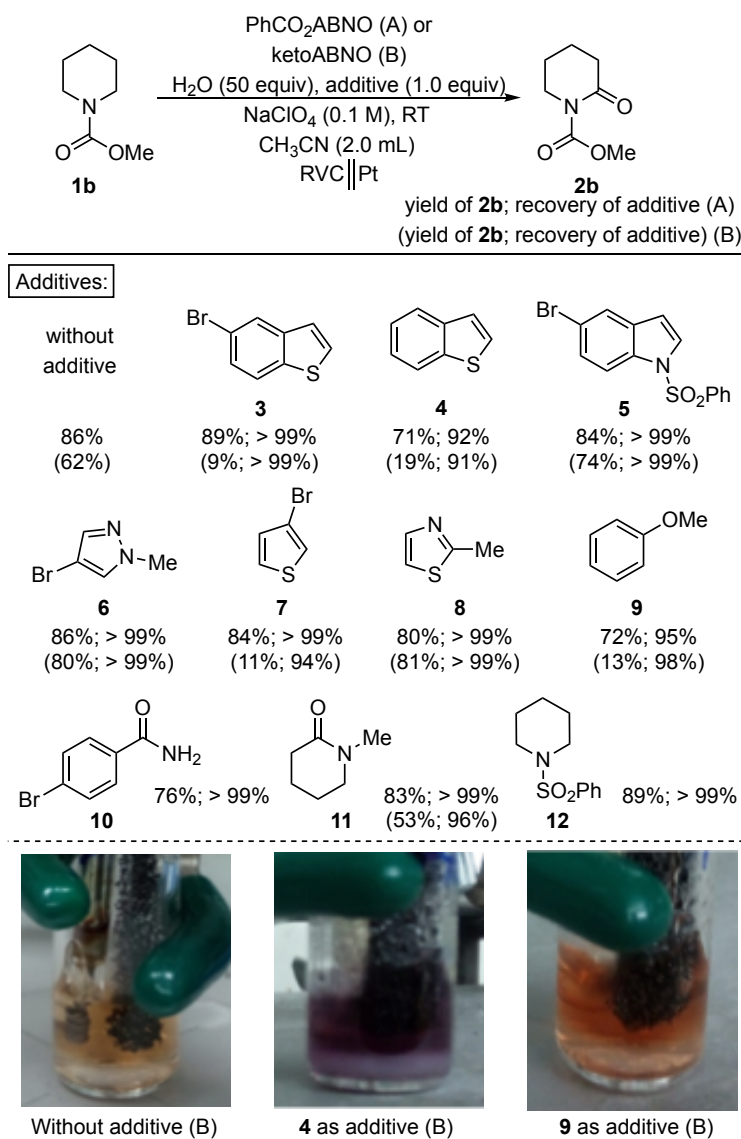 PhCO₂ABNO (A) or
ketoABNO (B)
H₂O (50 equiv), additive (1.0 equiv)
NaClO₄ (0.1 M), RT
CH₃CN (2.0 mL)
RVC||Pt
N
O
OMe
1b
N
O
O
OMe
2b
yield of 2b; recovery of additive (A)
(yield of 2b; recovery of additive) (B)
Additives:
without
additive
86%
(62%)
Br
S
3
89%; > 99%
(9%; > 99%)
S
4
71%; 92%
(19%; 91%)
Br
N
SO₂Ph
5
84%; > 99%
(74%; > 99%)
N
N
Me
Br
6
86%; > 99%
(80%; > 99%)
Br
S
7
84%; > 99%
(11%; 94%)
N
Me
S
8
80%; > 99%
(81%; > 99%)
OMe
9
72%; 95%
(13%; 98%)
O
NH₂
Br
10
76%; > 99%
O
N
Me
11
83%; > 99%
(53%; 96%)
N
SO₂Ph
12
89%; > 99%
Without additive (B)
4 as additive (B)
9 as additive (B)